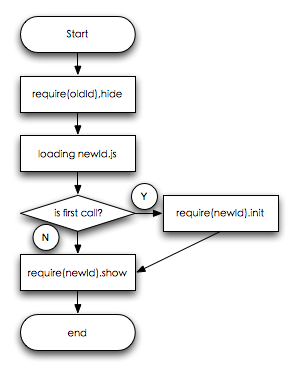 Start
require(oldId),hide
loading newId.js
is first call?
Y
require(newId).init
N
require(newId).show
end